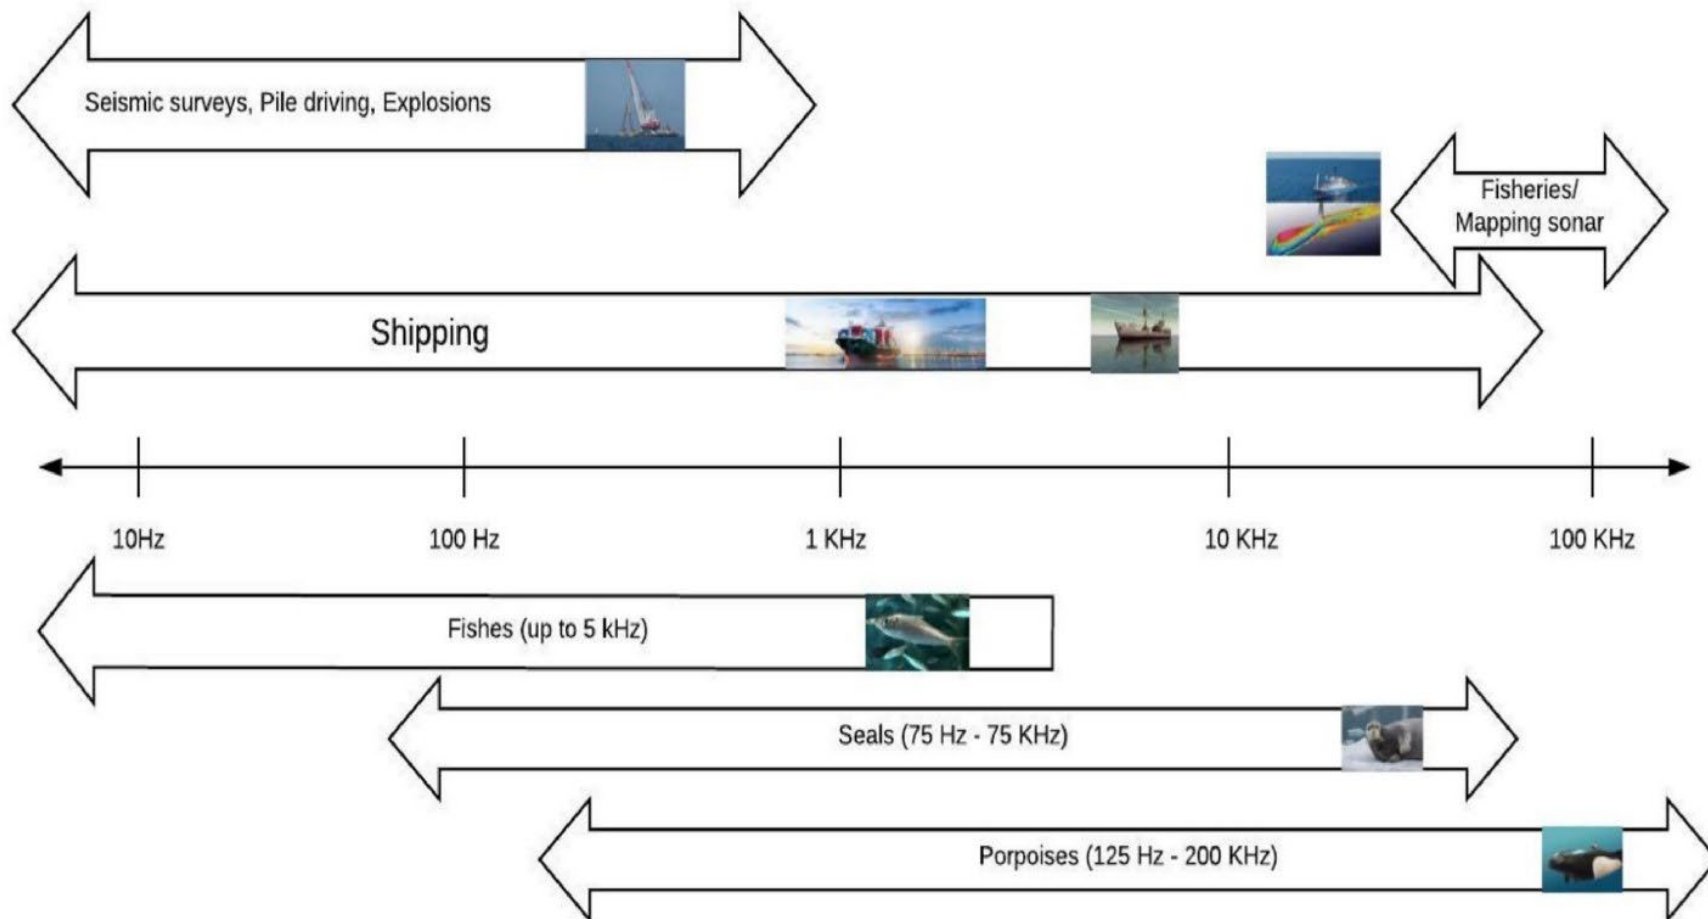 Seismic surveys, Pile driving, Explosions
Fisheries/
Mapping sonar
Shipping
10Hz
100 Hz
1 KHz
10 KHz
100 KHz
Fishes (up to 5 kHz)
Seals (75 Hz - 75 KHz)
Porpoises (125 Hz - 200 KHz)